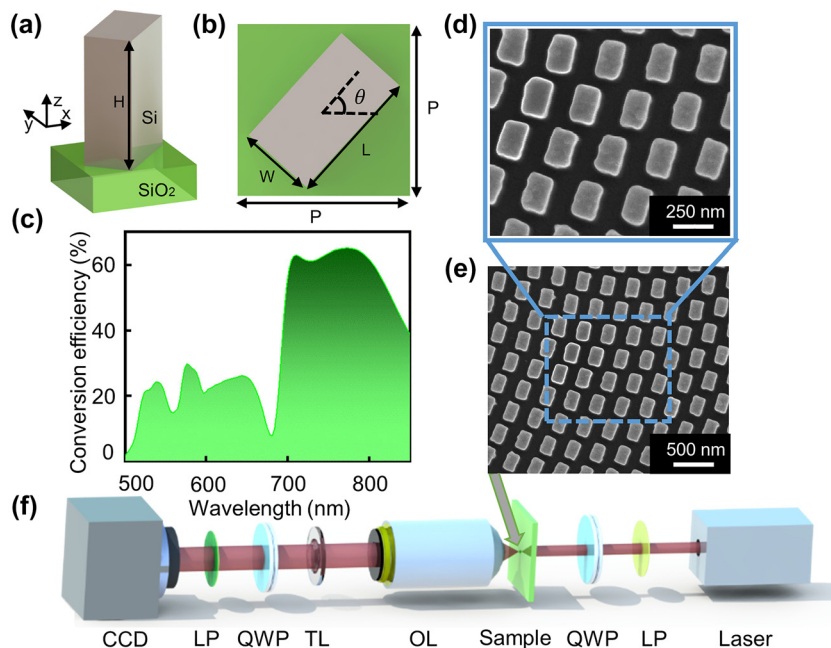 (a)
H
Si
z
y
x
SiO₂
(b)
θ
P
L
W
P
(c)
Conversion efficiency (%)
60
40
20
0
500 600 700 800
Wavelength (nm)
(d)
250 nm
(e)
500 nm
(f)
CCD LP QWP TL OL Sample QWP LP Laser